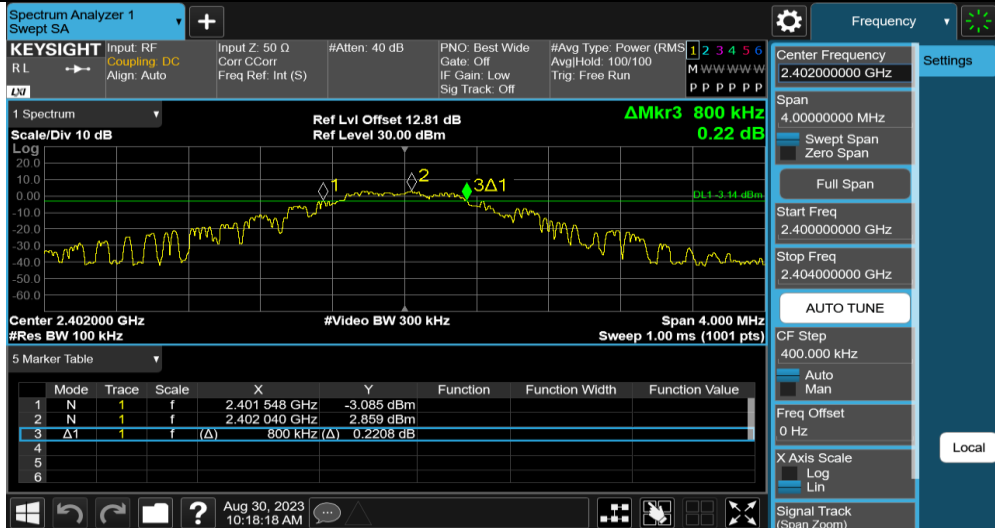 Spectrum Analyzer 1
Swept SA
Frequency
KEYSIGHT
RL
LXI
Input: RF
Coupling: DC
Align: Auto
Input Z: 50 Ω
Corr CCorr
Freq Ref: Int (S)
#Atten: 40 dB
PNO: Best Wide
Gate: Off
IF Gain: Low
Sig Track: Off
#Avg Type: Power (RMS
Avg|Hold: 100/100
Trig: Free Run
1 2 3 4 5 6
M W W W W W
P P P P P P
1 Spectrum
Scale/Div 10 dB
Ref Lvl Offset 12.81 dB
Ref Level 30.00 dBm
ΔMkr3 800 kHz
0.22 dB
Log
20.0
10.0
0.00
-10.0
-20.0
-30.0
-40.0
-50.0
-60.0
1
2
3Δ1
DL1 -3.14 dBm
Center 2.402000 GHz
#Res BW 100 kHz
#Video BW 300 kHz
Span 4.000 MHz
Sweep 1.00 ms (1001 pts)
5 Marker Table
Mode Trace Scale X Y Function Function Width Function Value
1 N 1 f 2.401 548 GHz -3.085 dBm
2 N 1 f 2.402 040 GHz 2.859 dBm
3 Δ1 1 f (Δ) 800 kHz (Δ) 0.2208 dB
4
5
6
Aug 30, 2023
10:18:18 AM
Center Frequency
2.402000000 GHz
Span
4.00000000 MHz
Swept Span
Zero Span
Full Span
Start Freq
2.400000000 GHz
Stop Freq
2.404000000 GHz
AUTO TUNE
CF Step
400.000 kHz
Auto
Man
Freq Offset
0 Hz
X Axis Scale
Log
Lin
Signal Track
(Span Zoom)
Settings
Local